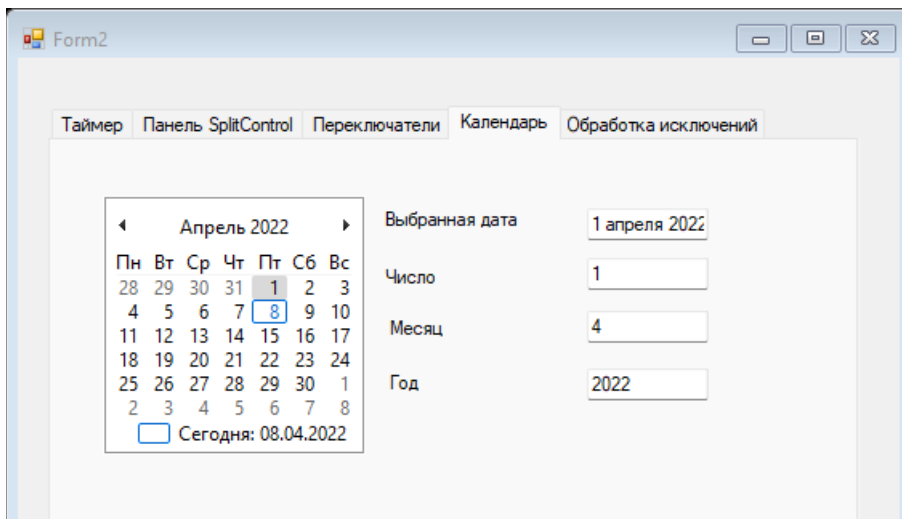 Form2
Таймер Панель SplitControl Переключатели Календарь Обработка исключений
Апрель 2022
Пн Вт Ср Чт Пт Сб Вс
28 29 30 31 1 2 3
4 5 6 7 8 9 10
11 12 13 14 15 16 17
18 19 20 21 22 23 24
25 26 27 28 29 30 1
2 3 4 5 6 7 8
Сегодня: 08.04.2022
Выбранная дата 1 апреля 2022
Число 1
Месяц 4
Год 2022